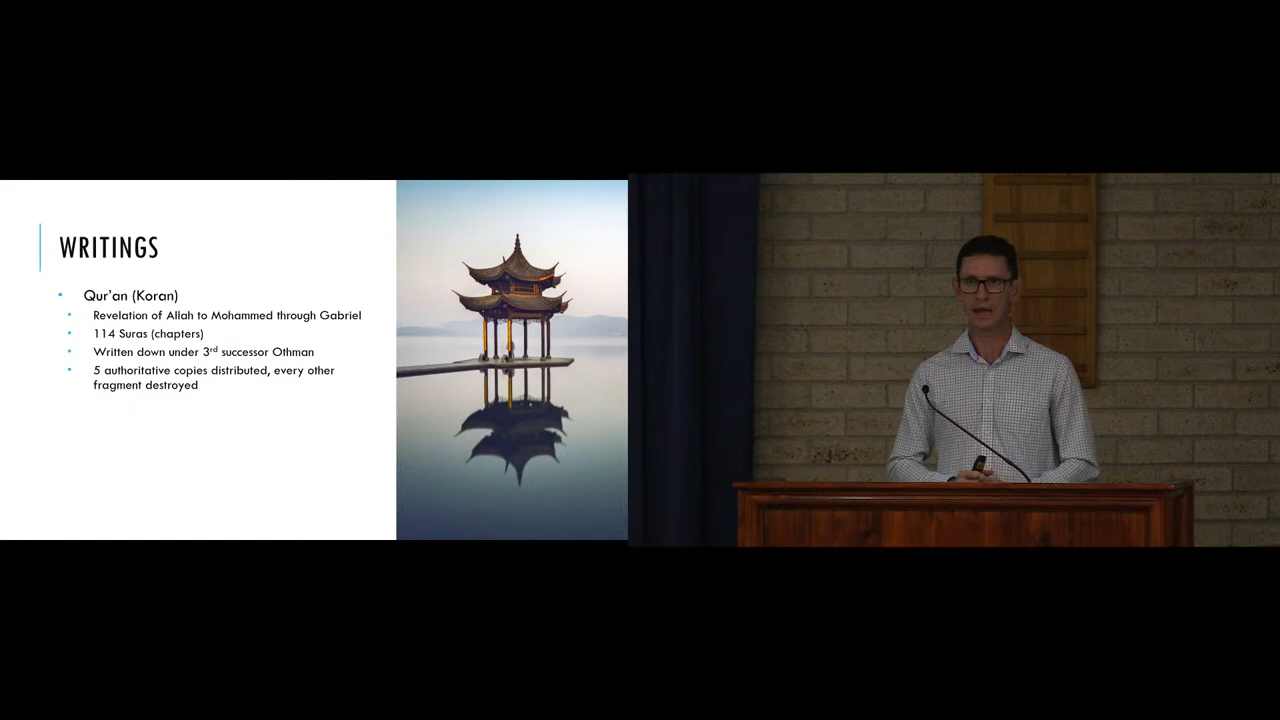 WRITINGS
Qur'an (Koran)
Revelation of Allah to Mohammed through Gabriel
114 Suras (chapters)
Written down under 3rd successor Othman
5 authoritative copies distributed, every other
fragment destroyed